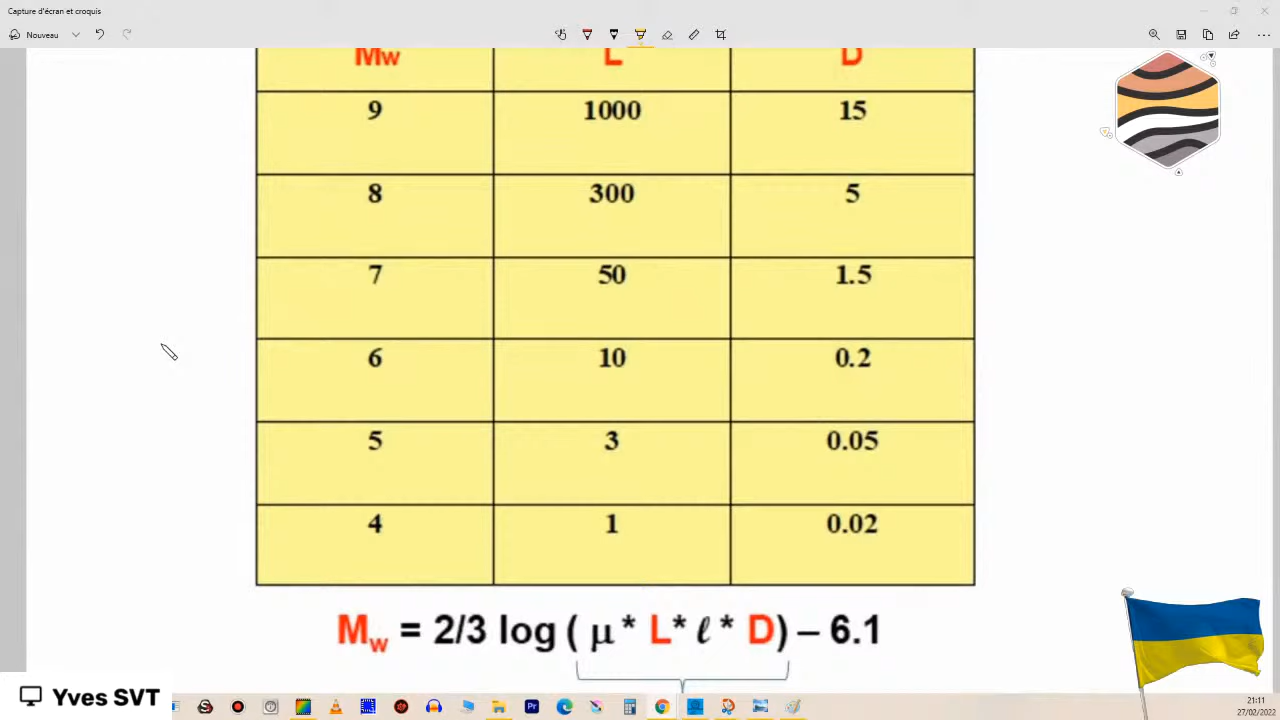 Capture d'écran et croquis
Nouveau
Mw L D
9 1000 15
8 300 5
7 50 1.5
6 10 0.2
5 3 0.05
4 1 0.02
Mw = 2/3 log ( μ * L* ℓ * D) – 6.1
Yves SVT
Pr
21:11
27/02/2022